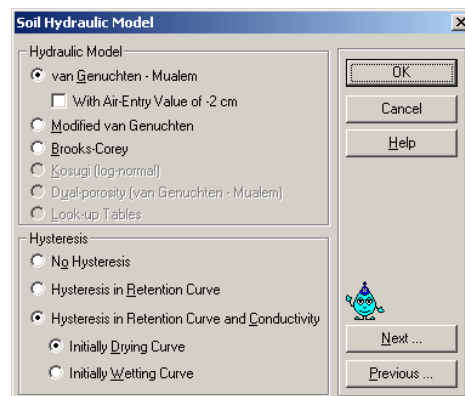 Soil Hydraulic Model
Hydraulic Model
van Genuchten - Mualem
With Air-Entry Value of -2 cm
Modified van Genuchten
Brooks-Corey
Kosugi (log-normal)
Dual-porosity (van Genuchten - Mualem)
Look-up Tables
Hysteresis
No Hysteresis
Hysteresis in Retention Curve
Hysteresis in Retention Curve and Conductivity
Initially Drying Curve
Initially Wetting Curve
OK
Cancel
Help
Next ...
Previous ...